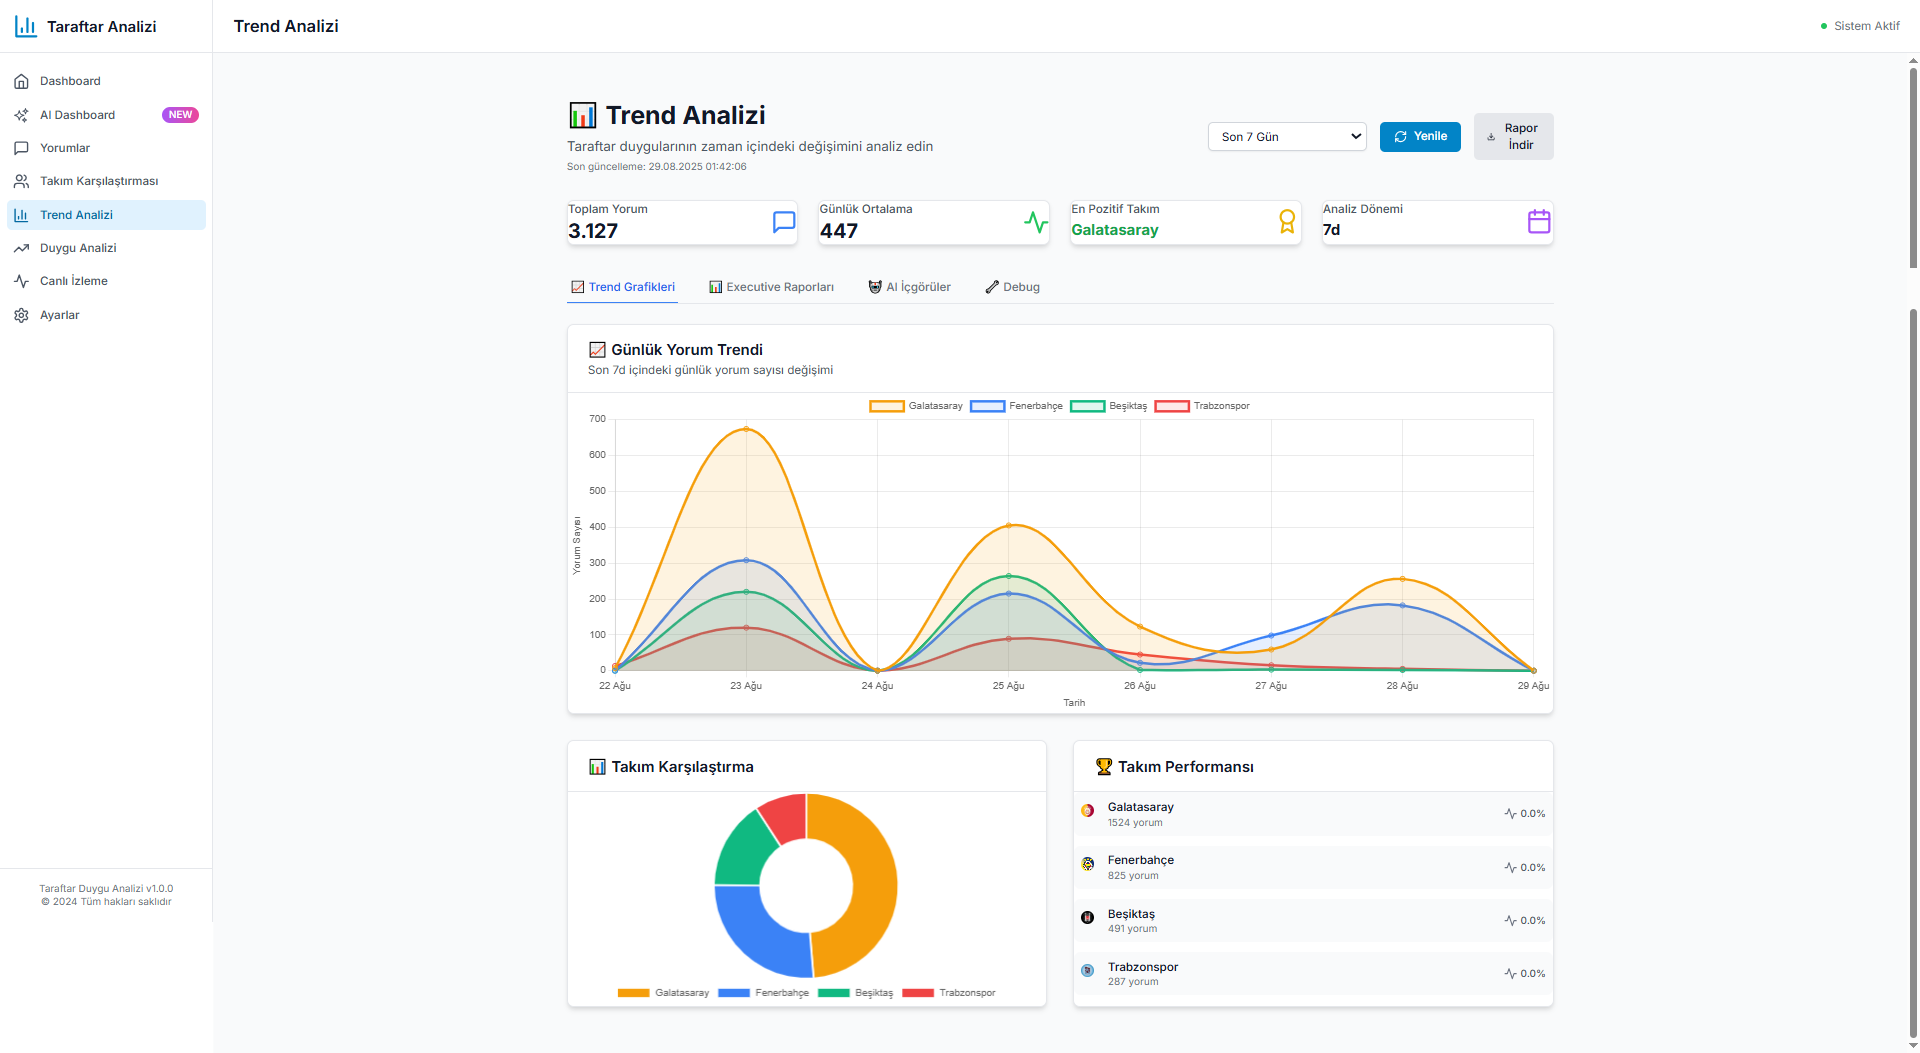 Taraftar Analizi
Trend Analizi
Sistem Aktif
Dashboard
AI Dashboard NEW
Yorumlar
Takım Karşılaştırması
Trend Analizi
Duygu Analizi
Canlı İzleme
Ayarlar
Taraftar Duygu Analizi v1.0.0
© 2024 Tüm hakları saklıdır
Trend Analizi
Taraftar duygularının zaman içindeki değişimini analiz edin
Son güncelleme: 29.08.2025 01:42:06
Son 7 Gün
Yenile
Rapor
İndir
Toplam Yorum
3.127
Günlük Ortalama
447
En Pozitif Takım
Galatasaray
Analiz Dönemi
7d
Trend Grafikleri
Executive Raporları
AI İçgörüler
Debug
Günlük Yorum Trendi
Son 7d içindeki günlük yorum sayısı değişimi
Galatasaray Fenerbahçe Beşiktaş Trabzonspor
700
600
500
400
300
200
100
0
Yorum Sayısı
22 Ağu 23 Ağu 24 Ağu 25 Ağu 26 Ağu 27 Ağu 28 Ağu 29 Ağu
Tarih
Takım Karşılaştırma
Galatasaray Fenerbahçe Beşiktaş Trabzonspor
Takım Performansı
Galatasaray
1524 yorum
0.0%
Fenerbahçe
825 yorum
0.0%
Beşiktaş
491 yorum
0.0%
Trabzonspor
287 yorum
0.0%